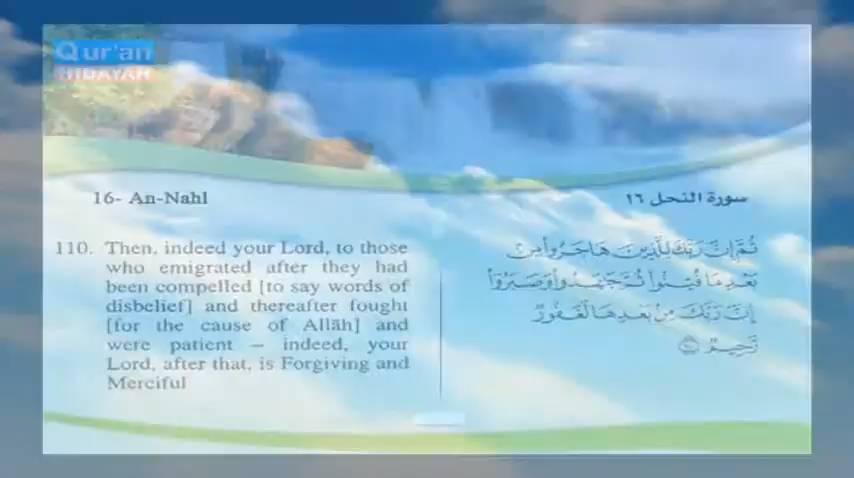 Qur'an
HIDAYAH
16- An-Nahl
سورة النحل ١٦
110. Then, indeed your Lord, to those
who emigrated after they had
been compelled [to say words of
disbelief] and thereafter fought
[for the cause of Allāh] and
were patient – indeed, your
Lord, after that, is Forgiving and
Merciful
ثُمَّ إِنَّ رَبَّكَ لِلَّذِينَ هَاجَرُوا۟ مِنۢ
بَعْدِ مَا فُتِنُوا۟ ثُمَّ جَٰهَدُوا۟ وَصَبَرُوٓا۟
إِنَّ رَبَّكَ مِنۢ بَعْدِهَا لَغَفُورٌ
رَّحِيمٌ